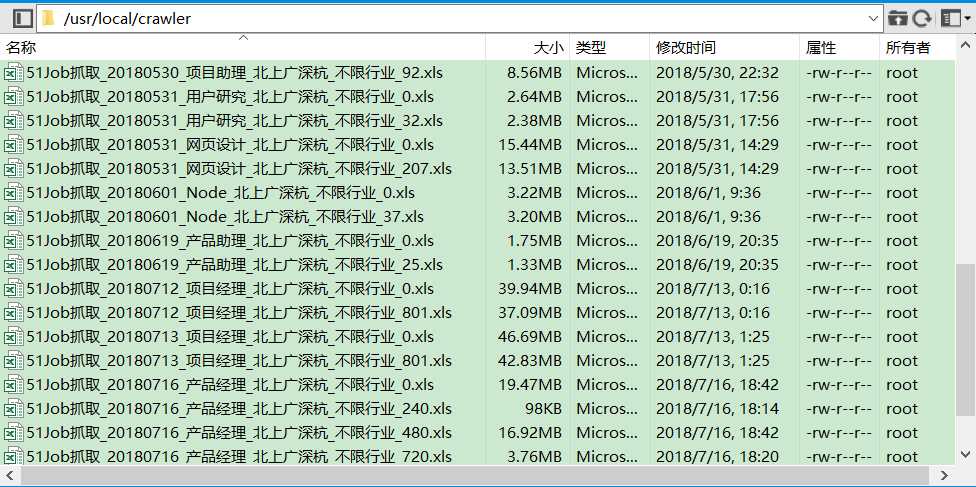 /usr/local/crawler
名称 大小 类型 修改时间 属性 所有者
51Job抓取_20180530_项目助理_北上广深杭_不限行业_92.xls 8.56MB Micros... 2018/5/30, 22:32 -rw-r--r-- root
51Job抓取_20180531_用户研究_北上广深杭_不限行业_0.xls 2.64MB Micros... 2018/5/31, 17:56 -rw-r--r-- root
51Job抓取_20180531_用户研究_北上广深杭_不限行业_32.xls 2.38MB Micros... 2018/5/31, 17:56 -rw-r--r-- root
51Job抓取_20180531_网页设计_北上广深杭_不限行业_0.xls 15.44MB Micros... 2018/5/31, 14:29 -rw-r--r-- root
51Job抓取_20180531_网页设计_北上广深杭_不限行业_207.xls 13.51MB Micros... 2018/5/31, 14:29 -rw-r--r-- root
51Job抓取_20180601_Node_北上广深杭_不限行业_0.xls 3.22MB Micros... 2018/6/1, 9:36 -rw-r--r-- root
51Job抓取_20180601_Node_北上广深杭_不限行业_37.xls 3.20MB Micros... 2018/6/1, 9:36 -rw-r--r-- root
51Job抓取_20180619_产品助理_北上广深杭_不限行业_0.xls 1.75MB Micros... 2018/6/19, 20:35 -rw-r--r-- root
51Job抓取_20180619_产品助理_北上广深杭_不限行业_25.xls 1.33MB Micros... 2018/6/19, 20:35 -rw-r--r-- root
51Job抓取_20180712_项目经理_北上广深杭_不限行业_0.xls 39.94MB Micros... 2018/7/13, 0:16 -rw-r--r-- root
51Job抓取_20180712_项目经理_北上广深杭_不限行业_801.xls 37.09MB Micros... 2018/7/13, 0:16 -rw-r--r-- root
51Job抓取_20180713_项目经理_北上广深杭_不限行业_0.xls 46.69MB Micros... 2018/7/13, 1:25 -rw-r--r-- root
51Job抓取_20180713_项目经理_北上广深杭_不限行业_801.xls 42.83MB Micros... 2018/7/13, 1:25 -rw-r--r-- root
51Job抓取_20180716_产品经理_北上广深杭_不限行业_0.xls 19.47MB Micros... 2018/7/16, 18:42 -rw-r--r-- root
51Job抓取_20180716_产品经理_北上广深杭_不限行业_240.xls 98KB Micros... 2018/7/16, 18:14 -rw-r--r-- root
51Job抓取_20180716_产品经理_北上广深杭_不限行业_480.xls 16.92MB Micros... 2018/7/16, 18:42 -rw-r--r-- root
51Job抓取_20180716_产品经理_北上广深杭_不限行业_720.xls 3.76MB Micros... 2018/7/16, 18:20 -rw-r--r-- root